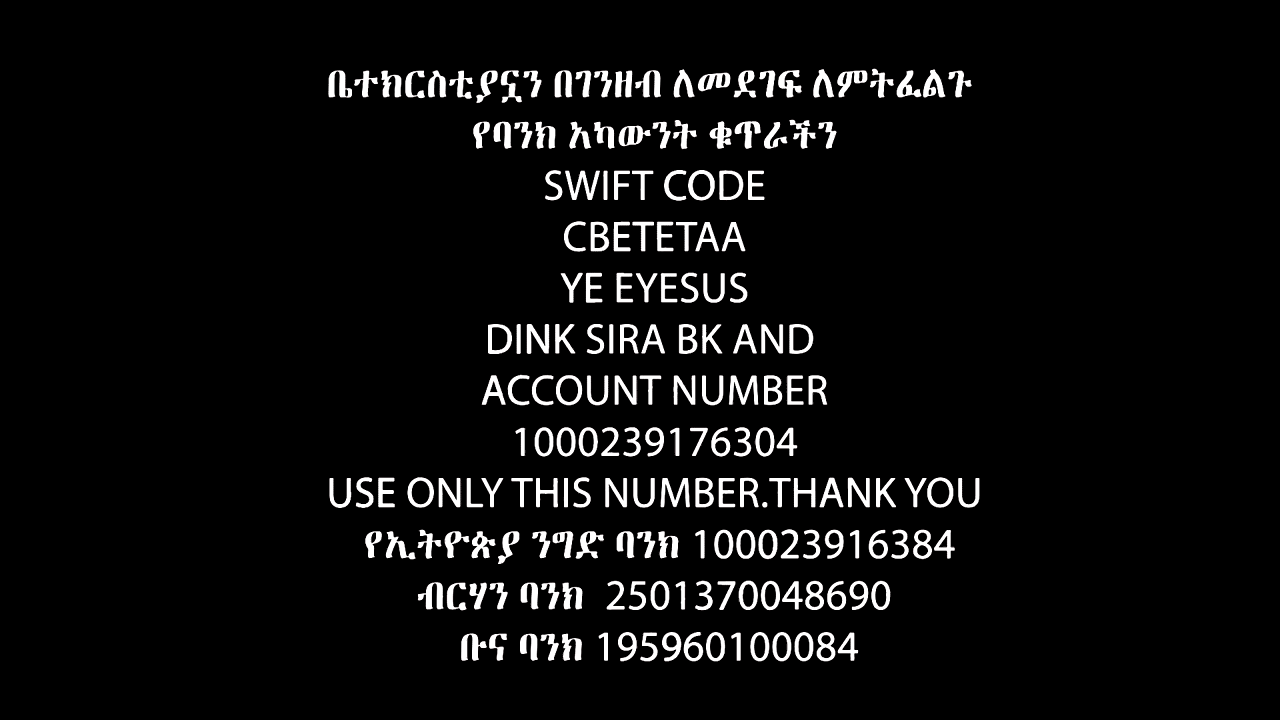 ቤተክርስቲያኗን በገንዘብ ለመደገፍ ለምትፈልጉ
የባንክ አካውንት ቁጥራችን
SWIFT CODE
CBETETAA
YE EYESUS
DINK SIRA BK AND
ACCOUNT NUMBER
1000239176304
USE ONLY THIS NUMBER.THANK YOU
የኢትዮጵያ ንግድ ባንክ 100023916384
ብርሃን ባንክ 2501370048690
ቡና ባንክ 195960100084